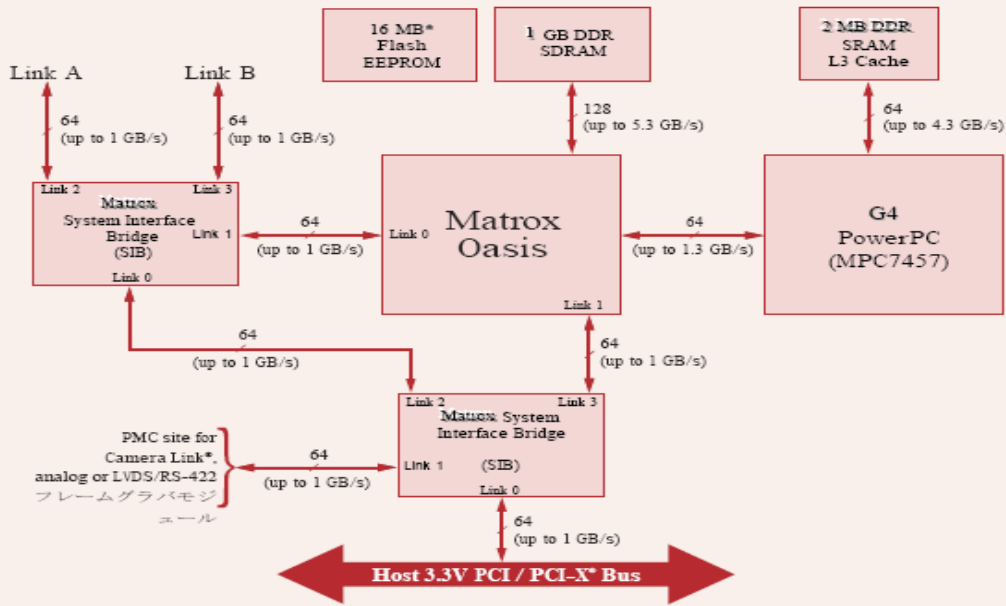 16 MB*
Flash
EEPROM
1 GB DDR
SDRAM
2 MB DDR
SRAM
L3 Cache
Link A
Link B
64
(up to 1 GB/s)
64
(up to 1 GB/s)
128
(up to 5.3 GB/s)
64
(up to 4.3 GB/s)
Link 2
Link 3
Matrox
System Interface
Bridge
(SIB)
Link 1
Link 0
64
(up to 1 GB/s)
Link 0
Matrox
Oasis
Link 1
64
(up to 1.3 GB/s)
G4
PowerPC
(MPC7457)
64
(up to 1 GB/s)
64
(up to 1 GB/s)
Link 2
Link 3
Matrox System
Interface Bridge
(SIB)
Link 1
Link 0
PMC site for
Camera Link*,
analog or LVDS/RS-422
フレームグラバモジ
ュール
64
(up to 1 GB/s)
64
(up to 1 GB/s)
Host 3.3V PCI / PCI-X* Bus